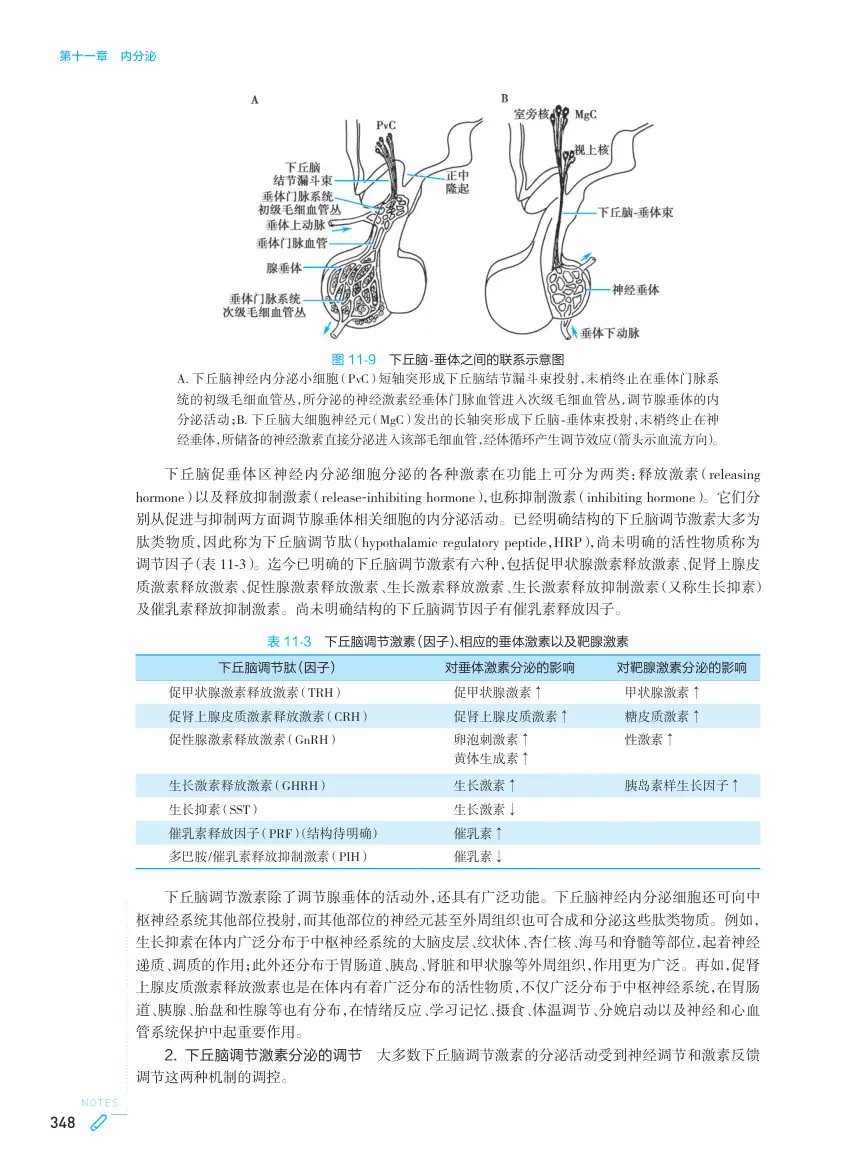 第十一章 内分泌
A
B
PvC
室旁核
MgC
视上核
下丘脑
结节漏斗束
正中
隆起
垂体门脉系统
初级毛细血管丛
垂体上动脉
下丘脑-垂体束
垂体门脉血管
腺垂体
神经垂体
垂体门脉系统
次级毛细血管丛
垂体下动脉
图 11-9 下丘脑-垂体之间的联系示意图
A. 下丘脑神经内分泌小细胞(PvC)短轴突形成下丘脑结节漏斗束投射,末梢终止在垂体门脉系
统的初级毛细血管丛,所分泌的神经激素经垂体门脉血管进入次级毛细血管丛,调节腺垂体的内
分泌活动;B. 下丘脑大细胞神经元(MgC)发出的长轴突形成下丘脑-垂体束投射,末梢终止在神
经垂体,所储备的神经激素直接分泌进入该部毛细血管,经体循环产生调节效应(箭头示血流方向)。
下丘脑促垂体区神经内分泌细胞分泌的各种激素在功能上可分为两类:释放激素(releasing
hormone)以及释放抑制激素(release-inhibiting hormone),也称抑制激素(inhibiting hormone)。它们分
别从促进与抑制两方面调节腺垂体相关细胞的内分泌活动。已经明确结构的下丘脑调节激素大多为
肽类物质,因此称为下丘脑调节肽(hypothalamic regulatory peptide,HRP),尚未明确的活性物质称为
调节因子(表 11-3)。迄今已明确的下丘脑调节激素有六种,包括促甲状腺激素释放激素、促肾上腺皮
质激素释放激素、促性腺激素释放激素、生长激素释放激素、生长激素释放抑制激素(又称生长抑素)
及催乳素释放抑制激素。尚未明确结构的下丘脑调节因子有催乳素释放因子。
表 11-3 下丘脑调节激素(因子)、相应的垂体激素以及靶腺激素
下丘脑调节肽(因子) 对垂体激素分泌的影响 对靶腺激素分泌的影响
促甲状腺激素释放激素(TRH) 促甲状腺激素↑ 甲状腺激素↑
促肾上腺皮质激素释放激素(CRH) 促肾上腺皮质激素↑ 糖皮质激素↑
促性腺激素释放激素(GnRH) 卵泡刺激素↑ 性激素↑
黄体生成素↑
生长激素释放激素(GHRH) 生长激素↑ 胰岛素样生长因子↑
生长抑素(SST) 生长激素↓
催乳素释放因子(PRF)(结构待明确) 催乳素↑
多巴胺/催乳素释放抑制激素(PIH) 催乳素↓
下丘脑调节激素除了调节腺垂体的活动外,还具有广泛功能。下丘脑神经内分泌细胞还可向中
枢神经系统其他部位投射,而其他部位的神经元甚至外周组织也可合成和分泌这些肽类物质。例如,
生长抑素在体内广泛分布于中枢神经系统的大脑皮层、纹状体、杏仁核、海马和脊髓等部位,起着神经
递质、调质的作用;此外还分布于胃肠道、胰岛、肾脏和甲状腺等外周组织,作用更为广泛。再如,促肾
上腺皮质激素释放激素也是在体内有着广泛分布的活性物质,不仅广泛分布于中枢神经系统,在胃肠
道、胰腺、胎盘和性腺等也有分布,在情绪反应、学习记忆、摄食、体温调节、分娩启动以及神经和心血
管系统保护中起重要作用。
2. 下丘脑调节激素分泌的调节 大多数下丘脑调节激素的分泌活动受到神经调节和激素反馈
调节这两种机制的调控。
NOTES
348